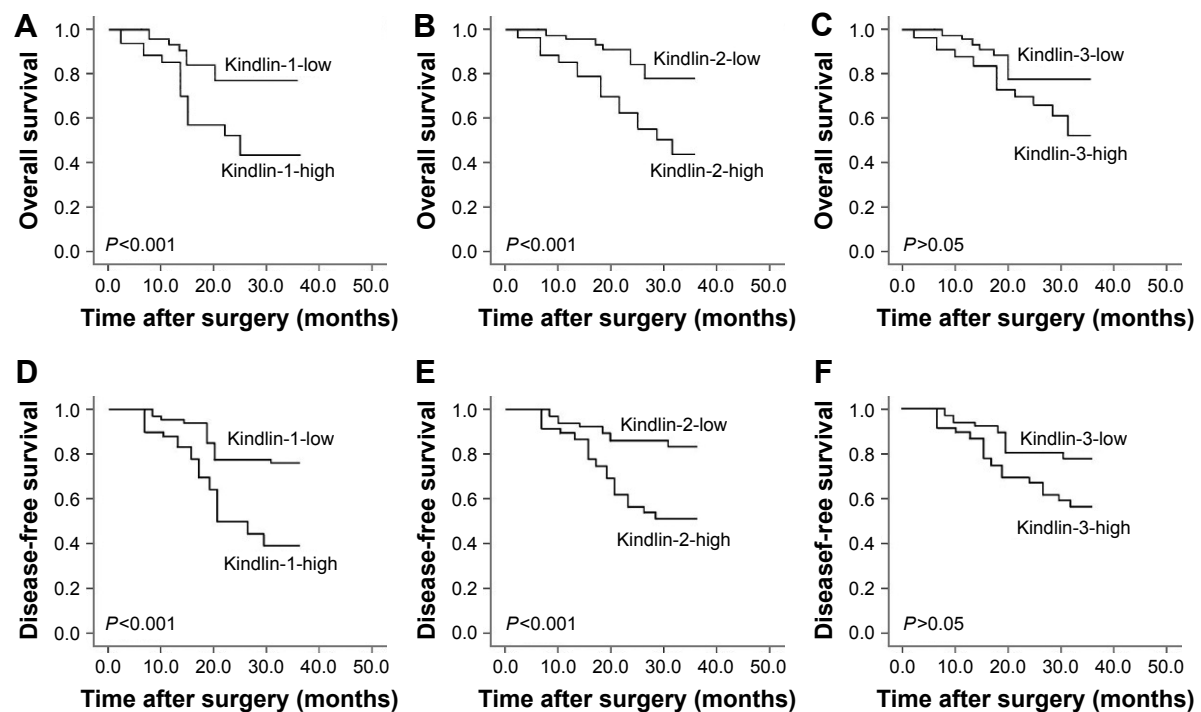 A
Overall survival
1.0
0.8
0.6
0.4
0.2
0.0
Kindlin-1-low
Kindlin-1-high
P<0.001
0.0 10.0 20.0 30.0 40.0 50.0
Time after surgery (months)
B
Overall survival
1.0
0.8
0.6
0.4
0.2
0.0
Kindlin-2-low
Kindlin-2-high
P<0.001
0.0 10.0 20.0 30.0 40.0 50.0
Time after surgery (months)
C
Overall survival
1.0
0.8
0.6
0.4
0.2
0.0
Kindlin-3-low
Kindlin-3-high
P>0.05
0.0 10.0 20.0 30.0 40.0 50.0
Time after surgery (months)
D
Disease-free survival
1.0
0.8
0.6
0.4
0.2
0.0
Kindlin-1-low
Kindlin-1-high
P<0.001
0.0 10.0 20.0 30.0 40.0 50.0
Time after surgery (months)
E
Disease-free survival
1.0
0.8
0.6
0.4
0.2
0.0
Kindlin-2-low
Kindlin-2-high
P<0.001
0.0 10.0 20.0 30.0 40.0 50.0
Time after surgery (months)
F
Diseasef-ree survival
1.0
0.8
0.6
0.4
0.2
0.0
Kindlin-3-low
Kindlin-3-high
P>0.05
0.0 10.0 20.0 30.0 40.0 50.0
Time after surgery (months)